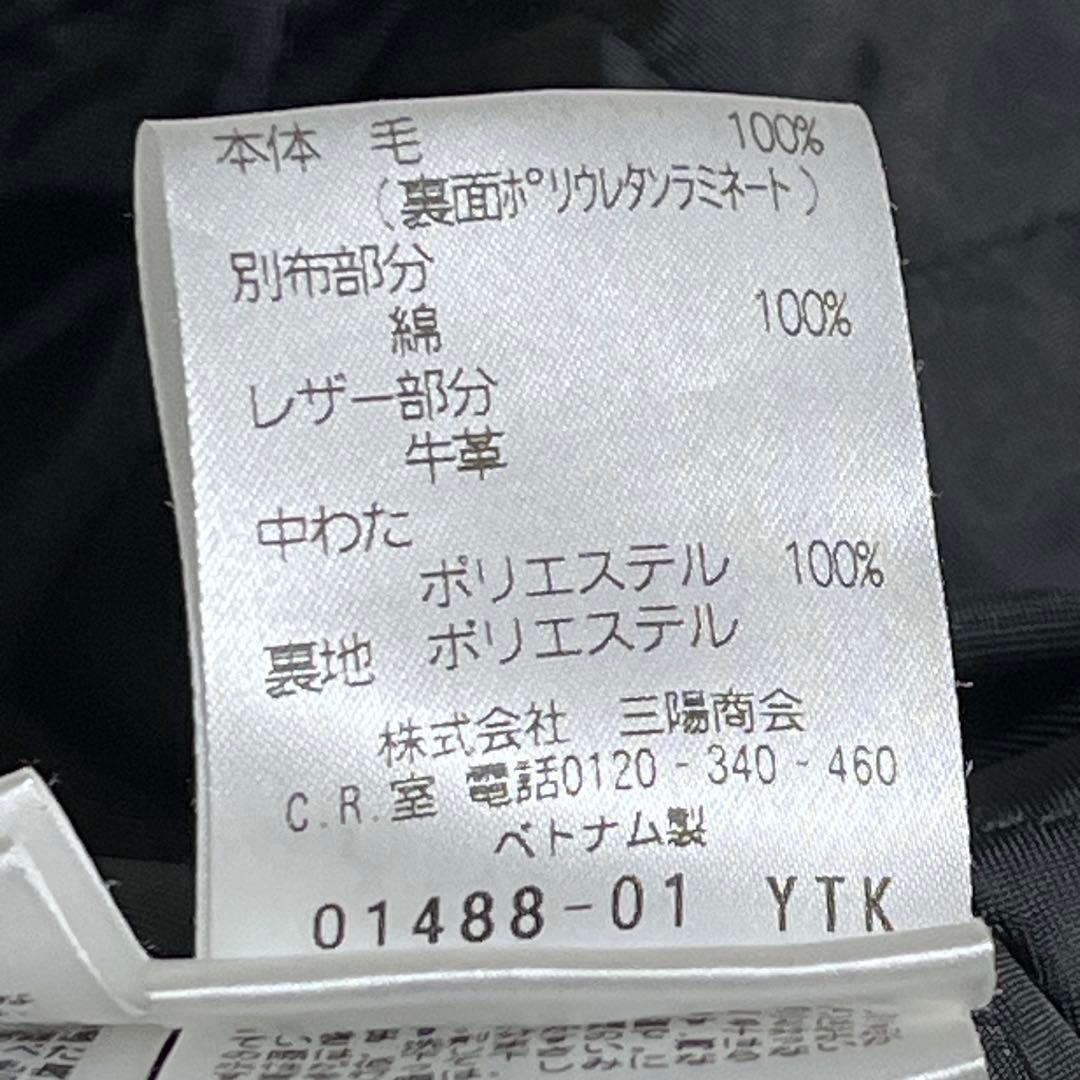 本体 毛 100%
(裏面ポリウレタンラミネート)
別布部分
綿 100%
レザー部分
牛革
中わた
ポリエステル 100%
裏地 ポリエステル
株式会社 三陽商会
C.R.室 電話0120-340-460
ベトナム製
01488-01 YTK